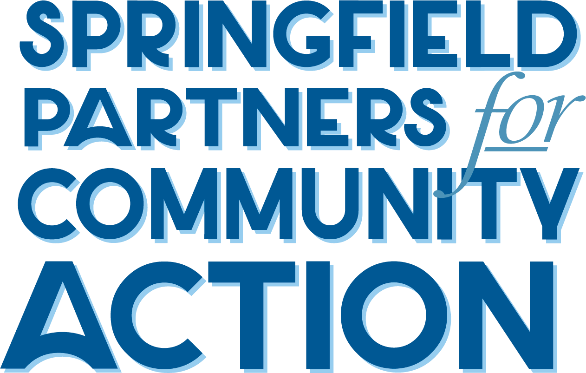 SPRINGFIELD
PARTNERS for
COMMUNITY
ACTION